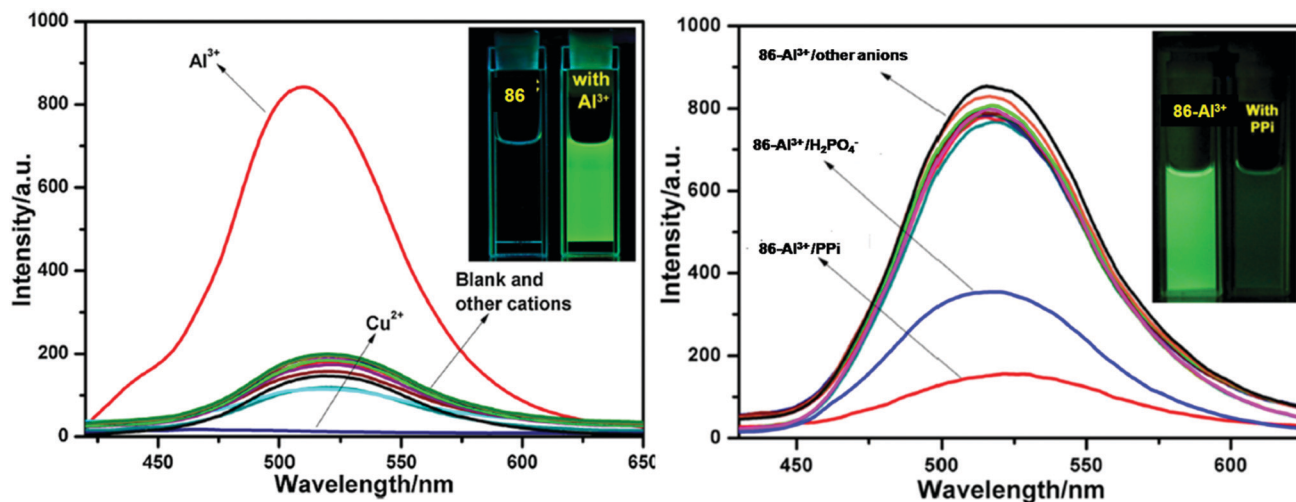 1000
800
600
400
200
0
Intensity/a.u.
Al³⁺
86
with
Al³⁺
Blank and
other cations
Cu²⁺
450
500
550
600
650
Wavelength/nm
1000
800
600
400
200
0
Intensity/a.u.
86-Al³⁺/other anions
86-Al³⁺/H₂PO₄⁻
86-Al³⁺/PPi
86-Al³⁺
With
PPi
450
500
550
600
Wavelength/nm